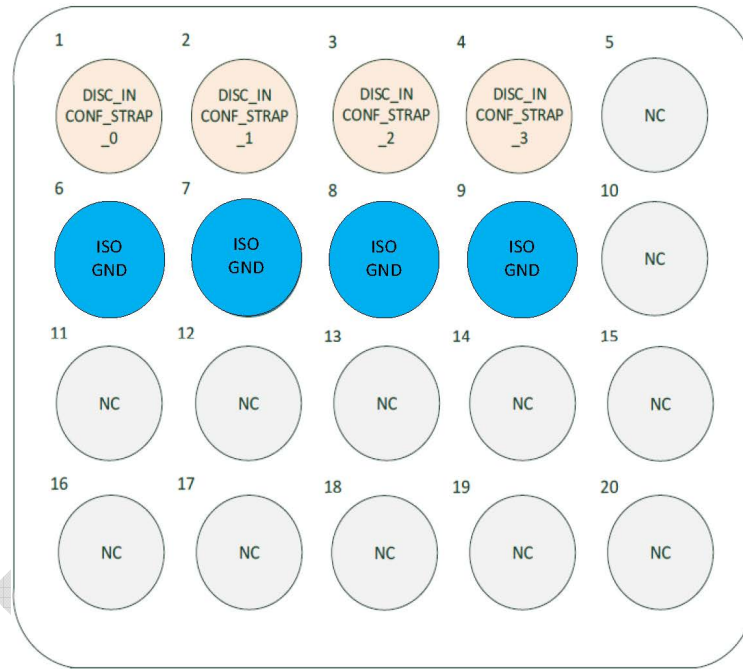 1 2 3 4 5
DISC_IN DISC_IN DISC_IN DISC_IN
CONF_STRAP CONF_STRAP CONF_STRAP CONF_STRAP NC
_0 _1 _2 _3
6 7 8 9 10
ISO ISO ISO ISO
GND GND GND GND NC
11 12 13 14 15
NC NC NC NC NC
16 17 18 19 20
NC NC NC NC NC